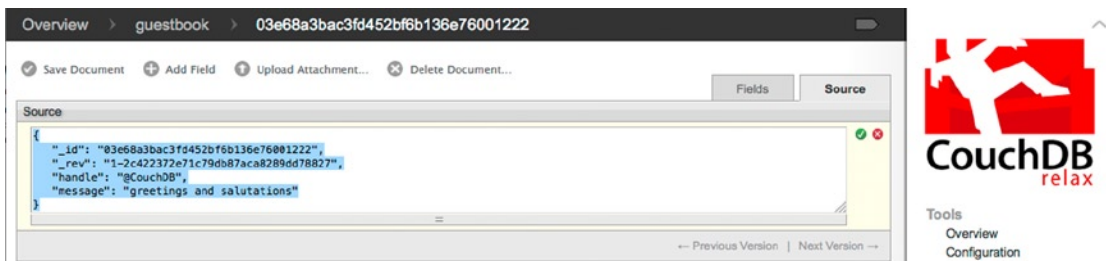 Overview > guestbook > 03e68a3bac3fd452bf6b136e76001222
Save Document Add Field Upload Attachment... Delete Document...
Fields Source
Source
{
"_id": "03e68a3bac3fd452bf6b136e76001222",
"_rev": "1-2c422372e71c79db87aca8289dd78827",
"handle": "@CouchDB",
"message": "greetings and salutations"
}
← Previous Version | Next Version →
CouchDB
relax
Tools
Overview
Configuration